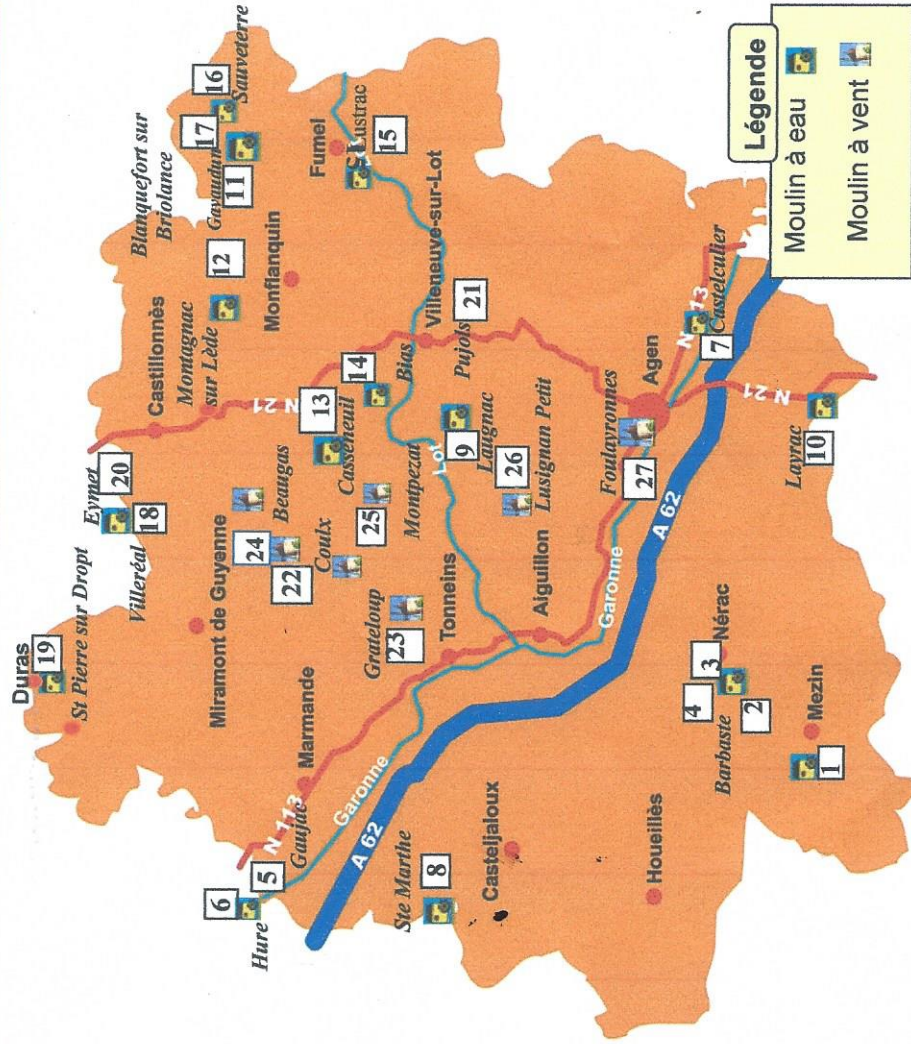 Duras
19
St Pierre sur Dropt
Eymet
20
18
Villeréal
Castillonnès
Montagnac
sur Lède
12
Blanquefort sur
Briolance
17
16
Sauveterre
Gavaudun
11
Monflanquin
Fumel
Lustrac
15
Miramont de Guyenne
24
22
Beaugas
N 21
13
14
Casseneuil
Bias
Villeneuve-sur-Lot
21
Pujols
Coulx
25
Montpezat
Lot
9
Laugnac
26
Lusignan Petit
Grateloup
23
Tonneins
Aiguillon
Marmande
N 113
Gaujac
Garonne
6
5
Hure
A 62
Ste Marthe
8
Casteljaloux
Houeillès
Foulayronnes
27
Agen
N 113
Castelculier
7
Garonne
A 62
N 21
Layrac
10
4
3
Nérac
Barbaste
2
Mezin
1
Légende
Moulin à eau
Moulin à vent